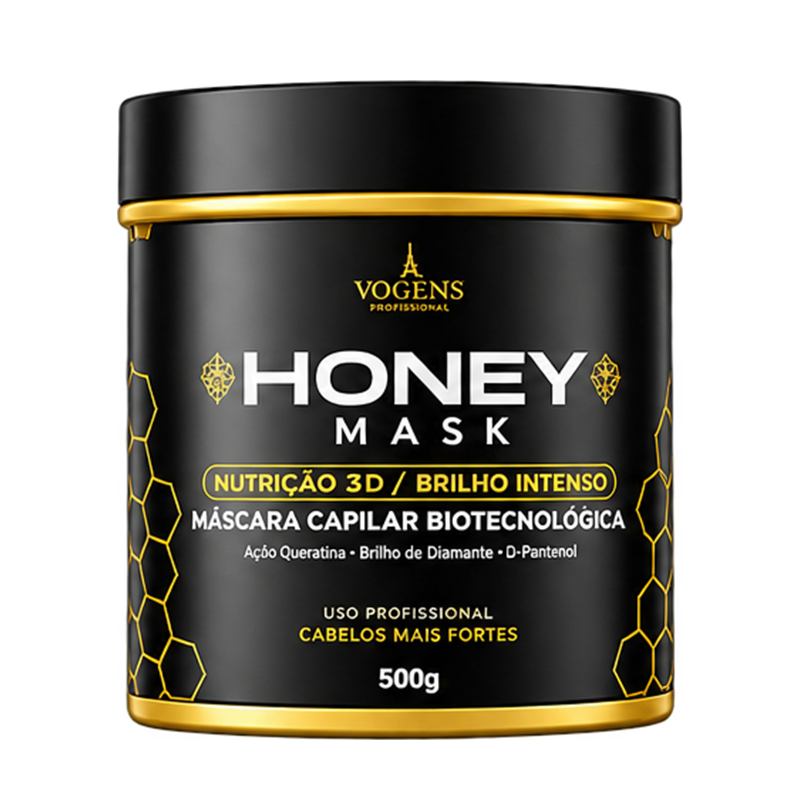 VOGENS
PROFISSIONAL
HONEY
MASK
NUTRIÇÃO 3D / BRILHO INTENSO
MÁSCARA CAPILAR BIOTECNOLÓGICA
Açỏo Queratina • Brilho de Diamante • D-Pantenol
USO PROFISSIONAL
CABELOS MAIS FORTES
500g